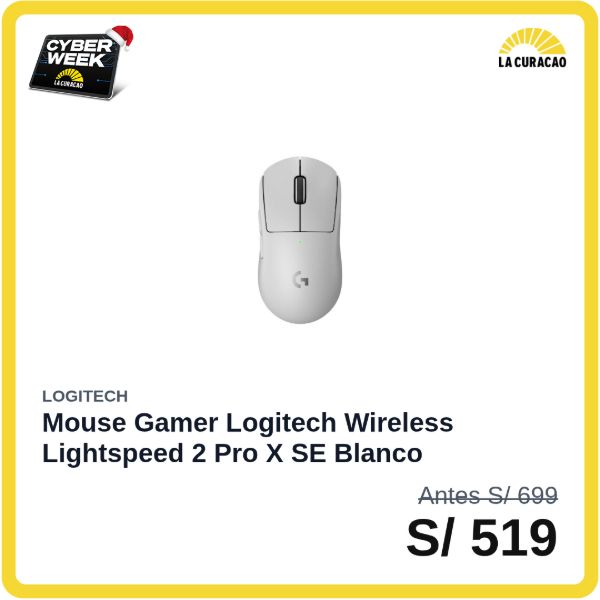 CYBER
WEEK
LA CURACAO
LA CURACAO
LOGITECH
Mouse Gamer Logitech Wireless
Lightspeed 2 Pro X SE Blanco
Antes S/ 699
S/ 519